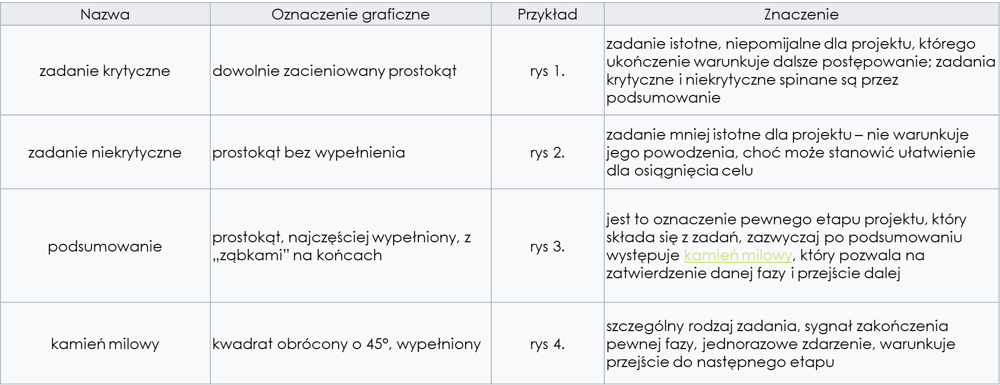 Nazwa
Oznaczenie graficzne
Przykład
Znaczenie
zadanie krytyczne
dowolnie zacieniowany prostokąt
rys 1.
zadanie istotne, niepomijalne dla projektu, którego
ukończenie warunkuje dalsze postępowanie; zadania
krytyczne i niekrytyczne spinane są przez
podsumowanie
zadanie niekrytyczne
prostokąt bez wypełnienia
rys 2.
zadanie mniej istotne dla projektu – nie warunkuje
jego powodzenia, choć może stanowić ułatwienie
dla osiągnięcia celu
podsumowanie
prostokąt, najczęściej wypełniony, z
„ząbkami” na końcach
rys 3.
jest to oznaczenie pewnego etapu projektu, który
składa się z zadań, zazwyczaj po podsumowaniu
występuje kamień milowy, który pozwala na
zatwierdzenie danej fazy i przejście dalej
kamień milowy
kwadrat obrócony o 45°, wypełniony
rys 4.
szczególny rodzaj zadania, sygnał zakończenia
pewnej fazy, jednorazowe zdarzenie, warunkuje
przejście do następnego etapu